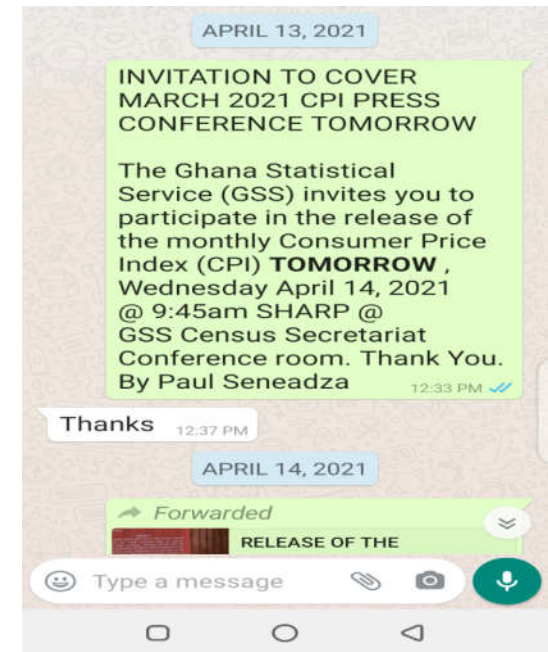 APRIL 13, 2021
INVITATION TO COVER
MARCH 2021 CPI PRESS
CONFERENCE TOMORROW
The Ghana Statistical
Service (GSS) invites you to
participate in the release of
the monthly Consumer Price
Index (CPI) TOMORROW ,
Wednesday April 14, 2021
@ 9:45am SHARP @
GSS Census Secretariat
Conference room. Thank You.
By Paul Seneadza
12:33 PM
Thanks 12:37 PM
APRIL 14, 2021
Forwarded
RELEASE OF THE
Type a message